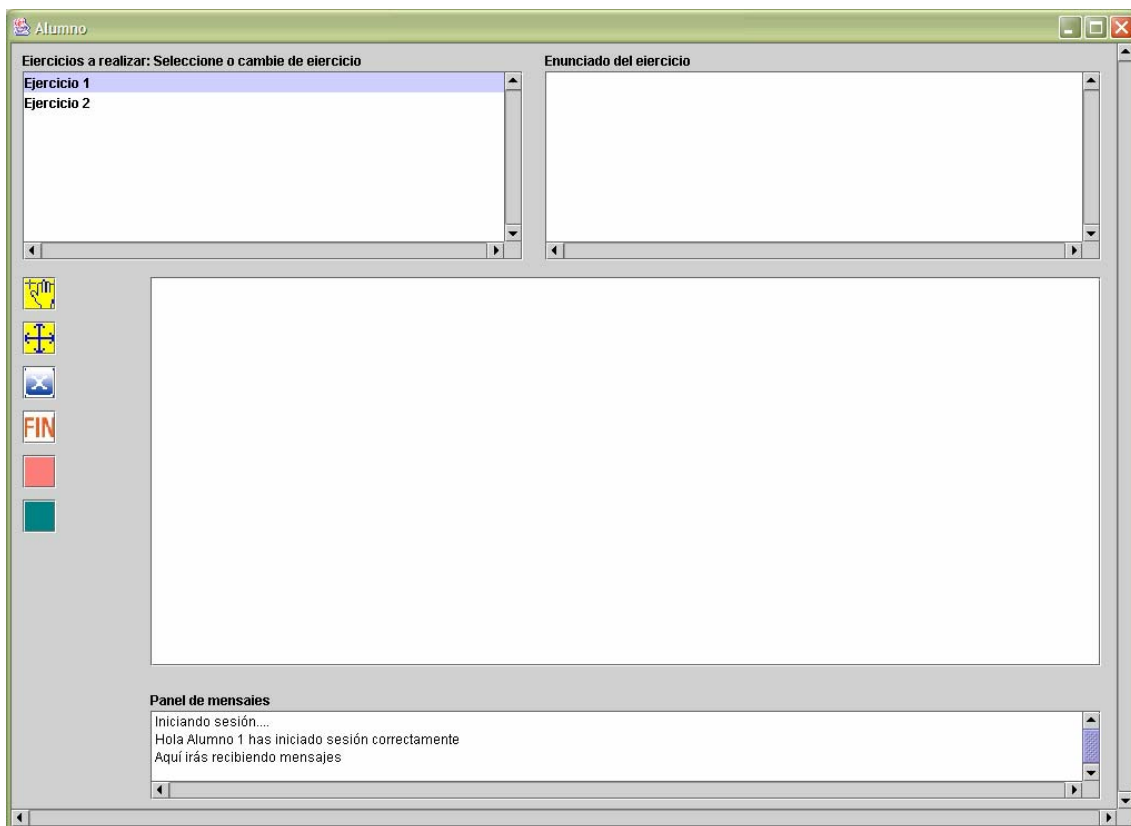 Alumno
Ejercicios a realizar: Seleccione o cambie de ejercicio
Enunciado del ejercicio
Ejercicio 1
Ejercicio 2
FIN
Panel de mensajes
Iniciando sesión....
Hola Alumno 1 has iniciado sesión correctamente
Aquí irás recibiendo mensajes